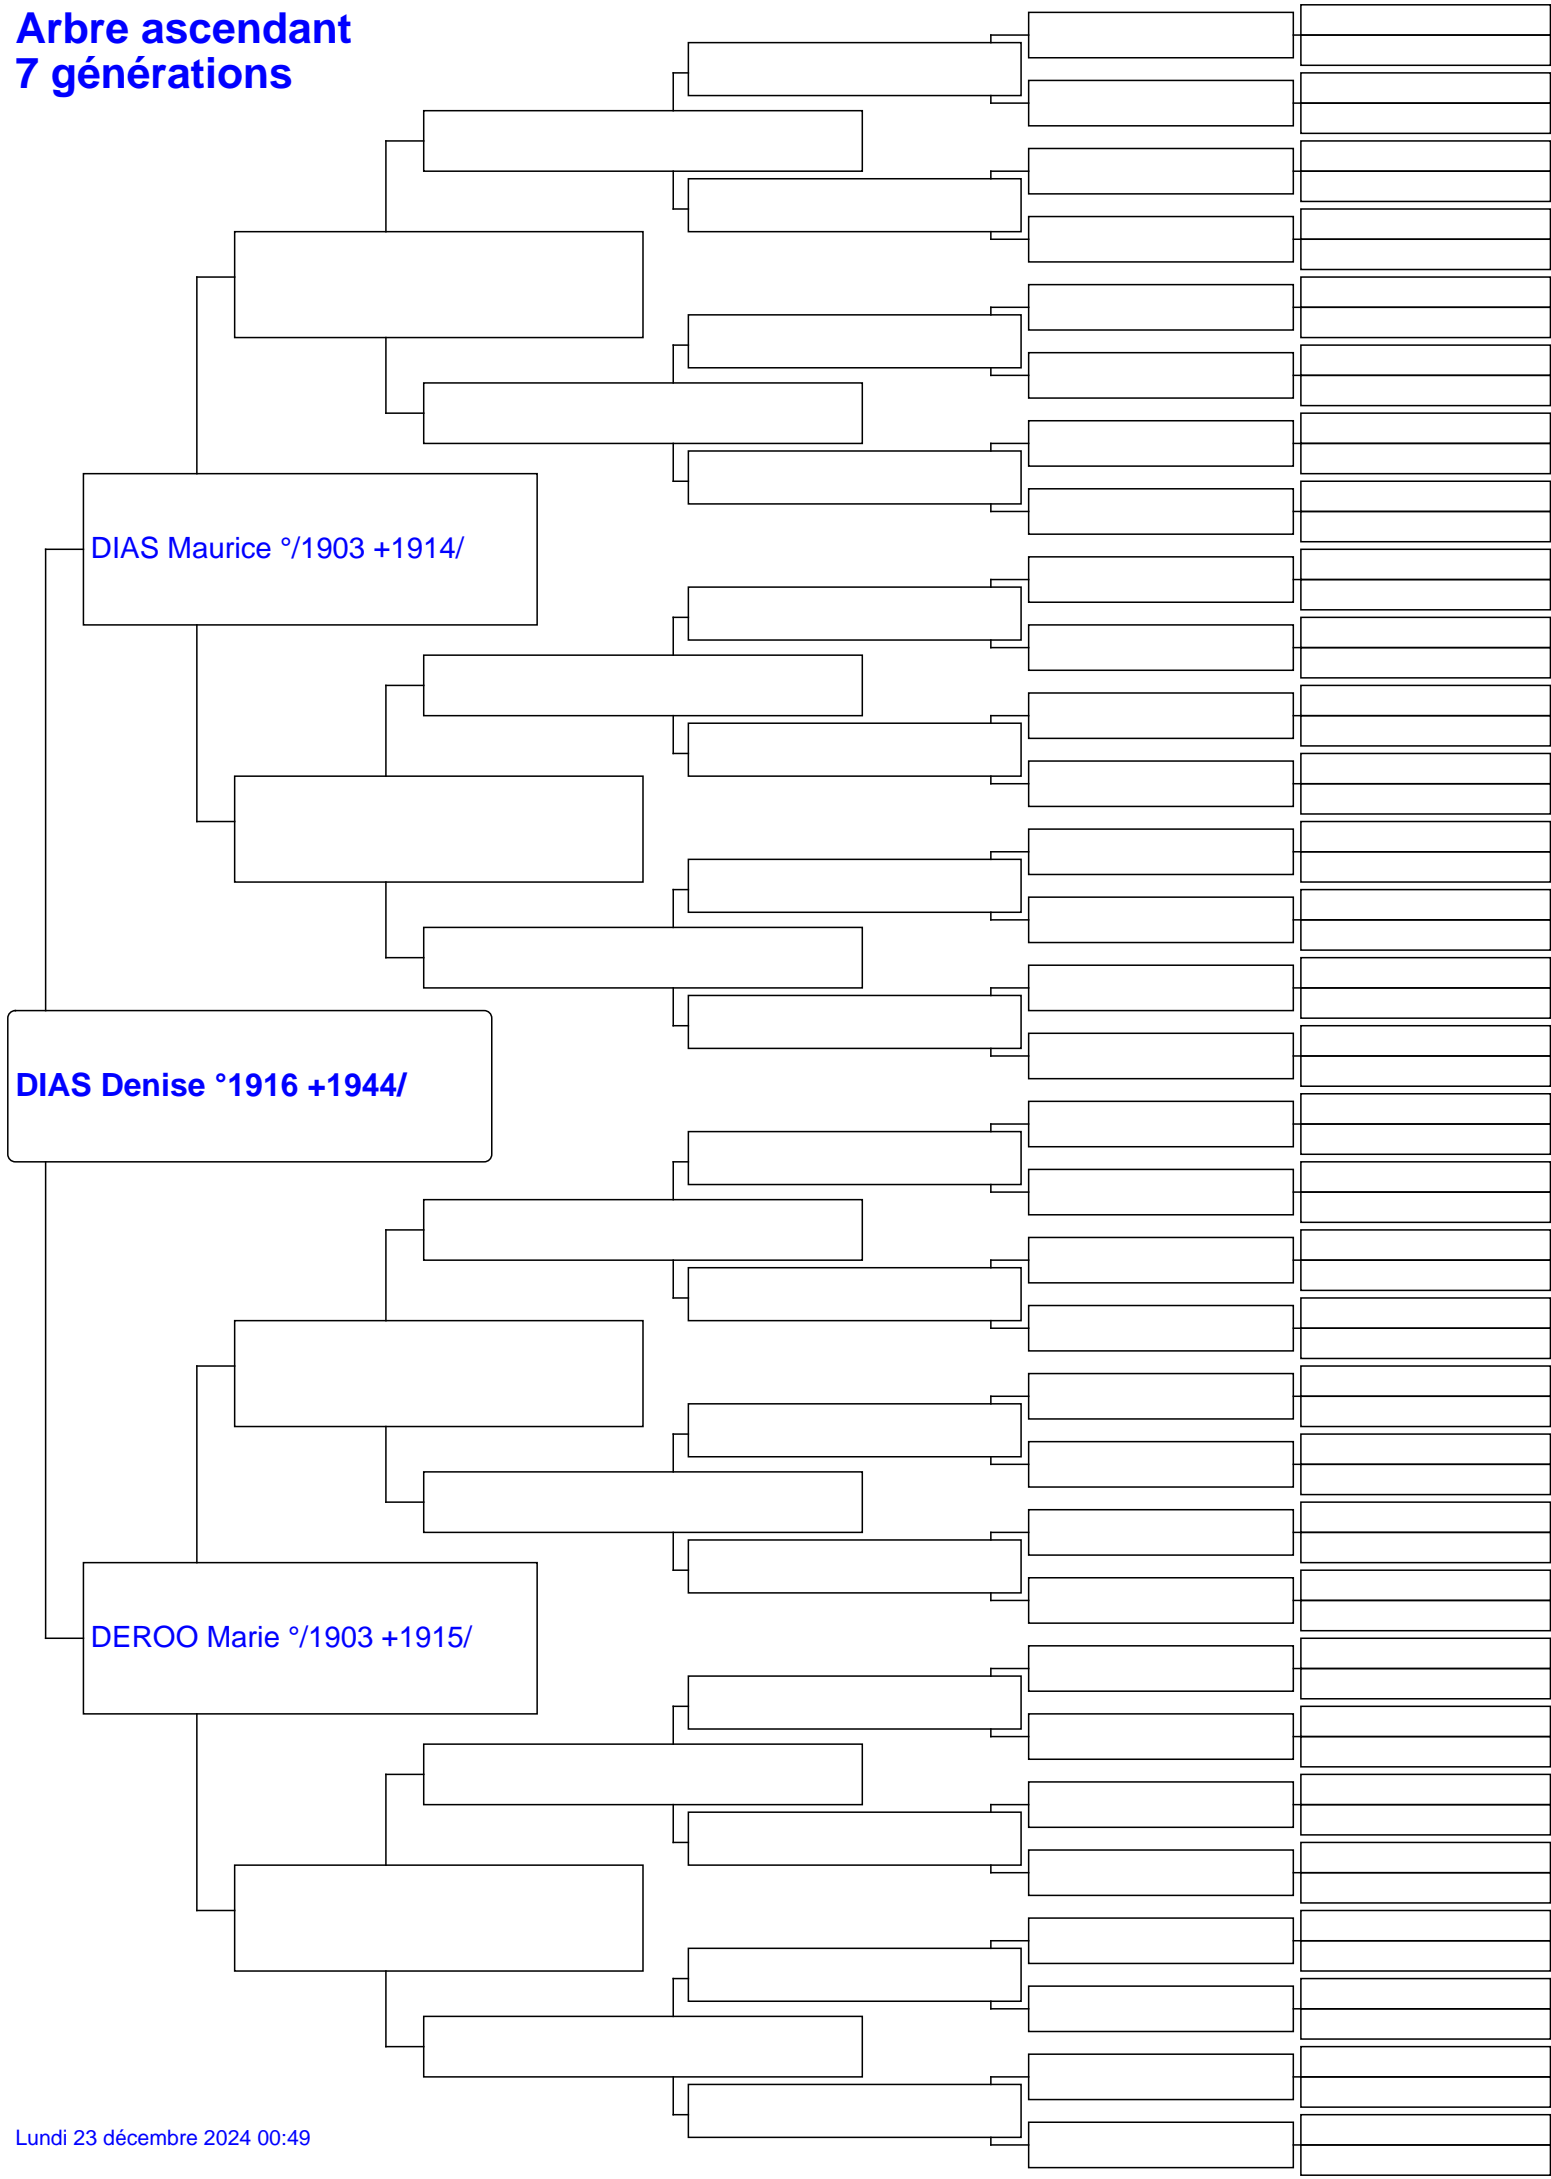 Arbre ascendant
7 générations
DIAS Maurice °/1903 +1914/
DIAS Denise °1916 +1944/
DEROO Marie °/1903 +1915/
Lundi 23 décembre 2024 00:49